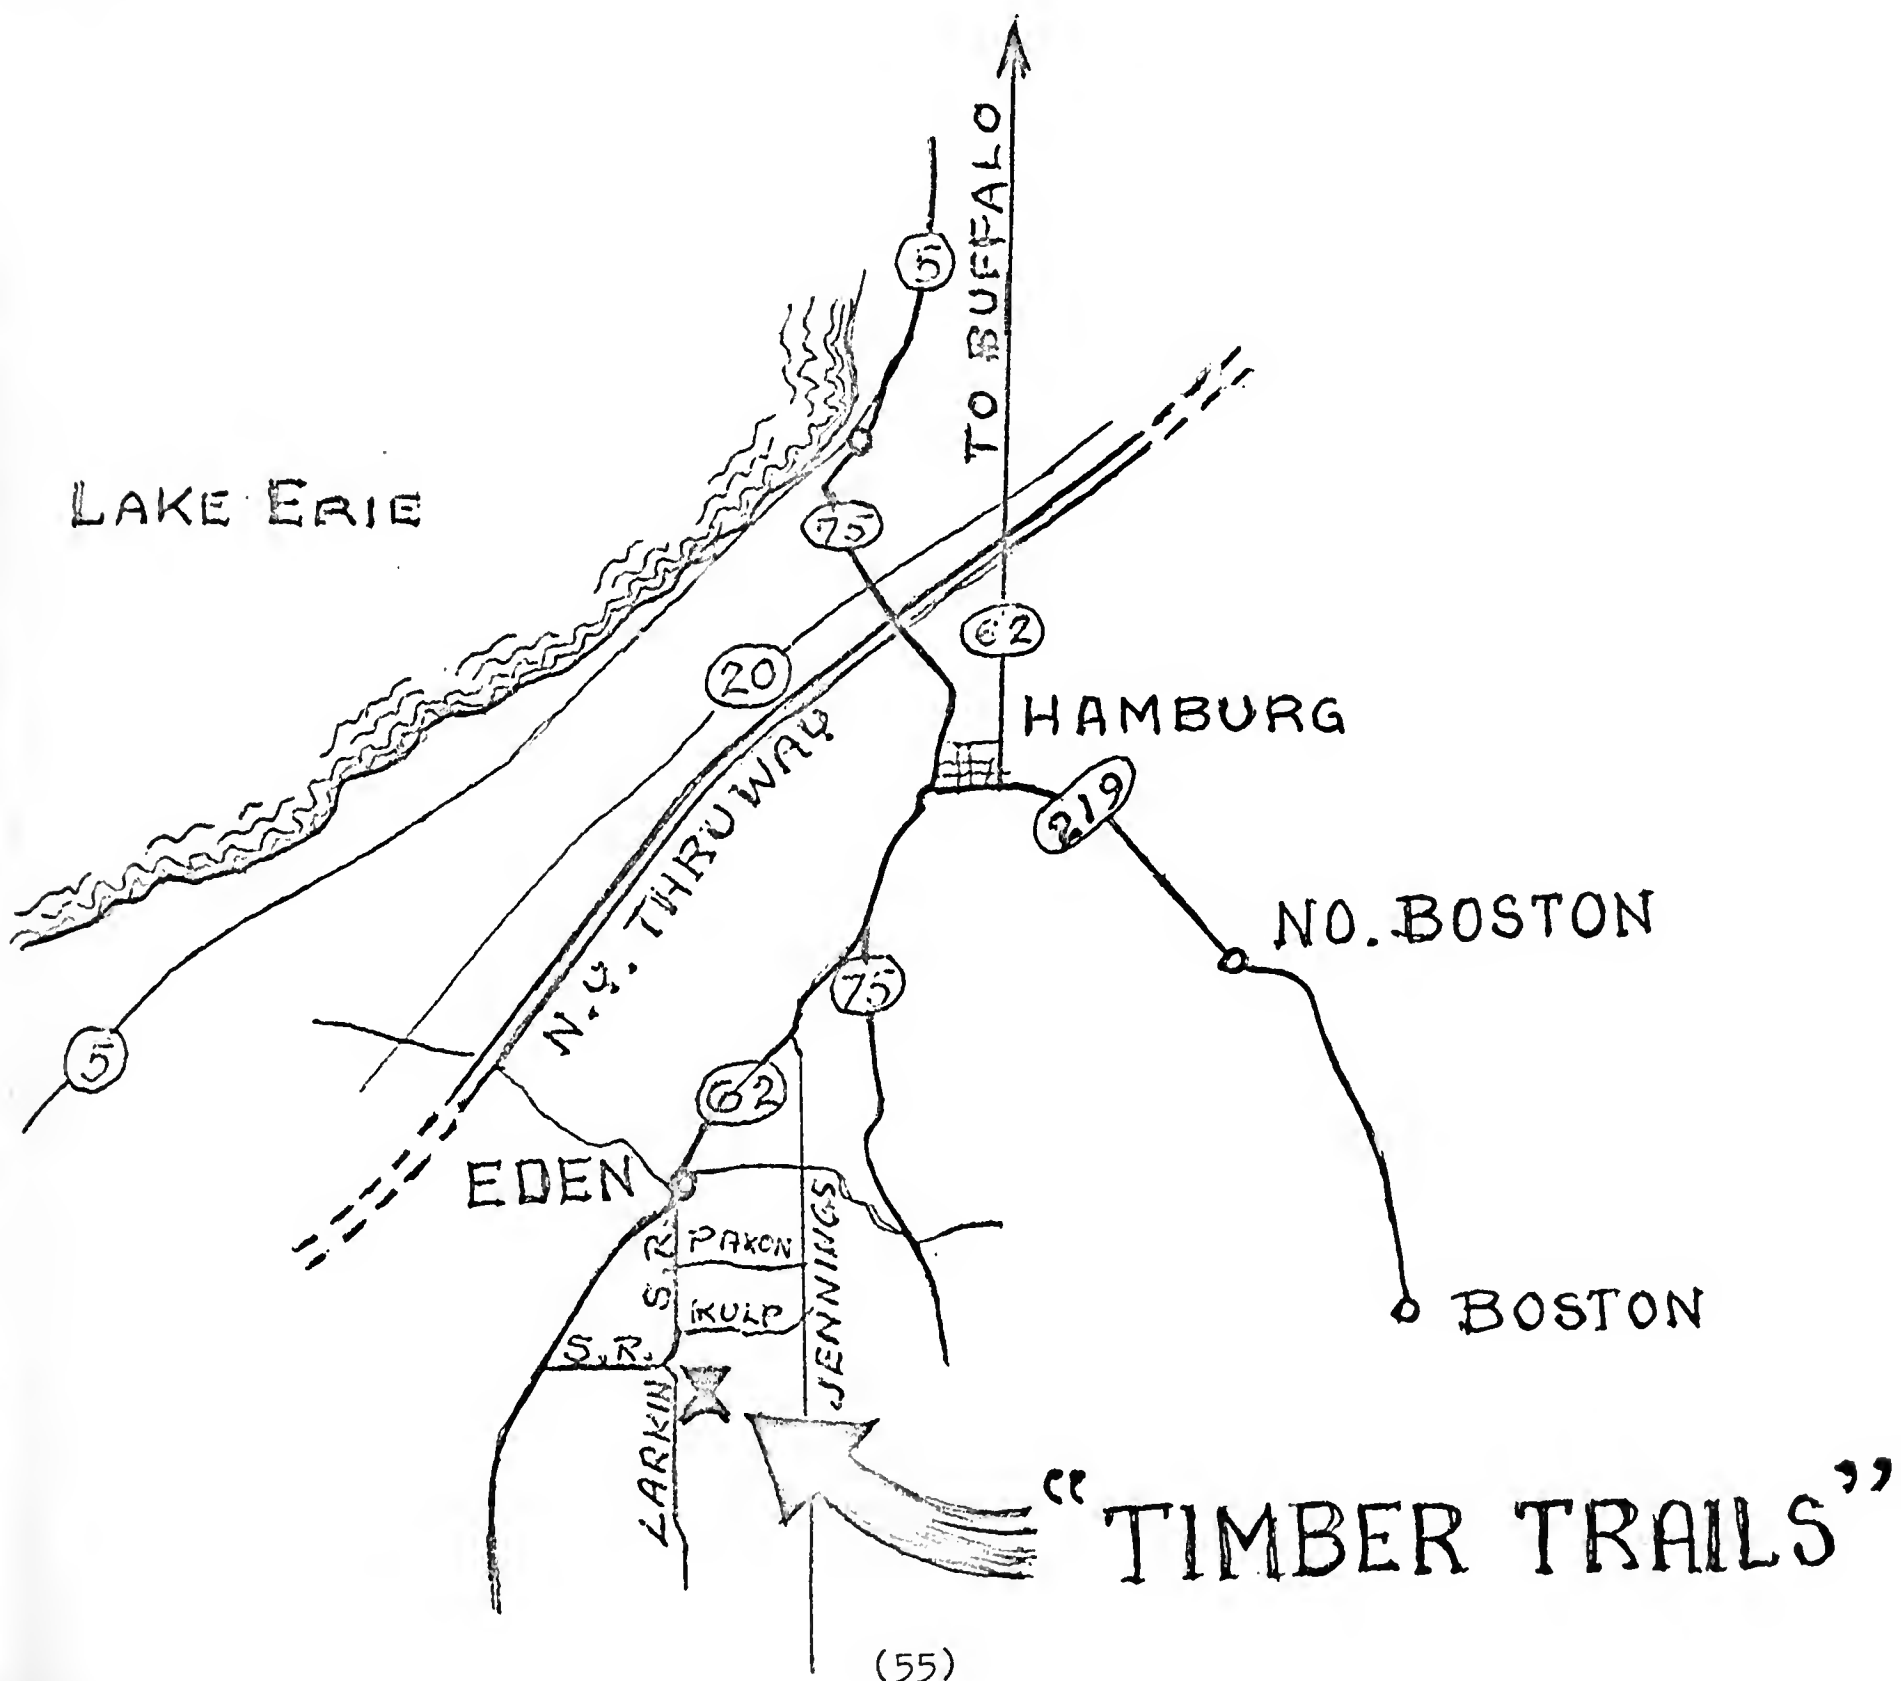 TO BUFFALO
5
LAKE ERIE
75
62
20
HAMBURG
N.Y. THRUWAY
219
NO. BOSTON
75
5
62
EDEN
JENNINGS
S.R.
PAXON
KULP
BOSTON
S.R.
LARKIN
“TIMBER TRAILS”
(55)